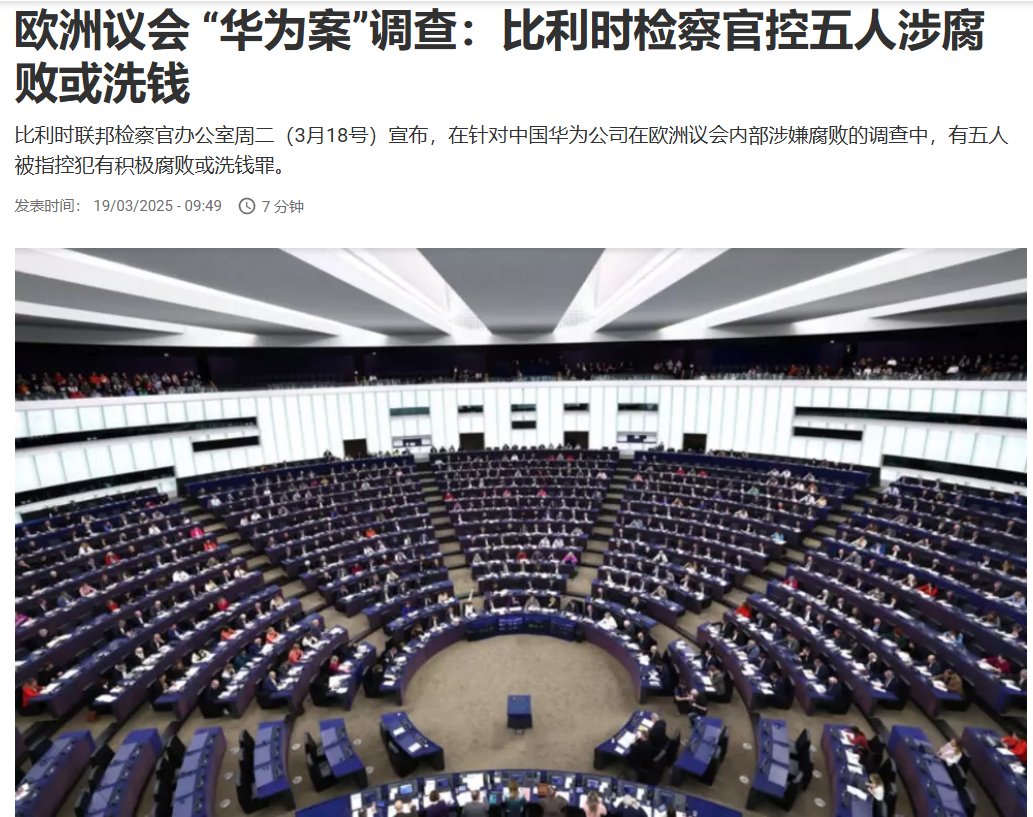 欧洲议会 “华为案”调查：比利时检察官控五人涉腐
败或洗钱
比利时联邦检察官办公室周二（3月18号）宣布，在针对中国华为公司在欧洲议会内部涉嫌腐败的调查中，有五人
被指控犯有积极腐败或洗钱罪。
发表时间： 19/03/2025 - 09:49 7 分钟